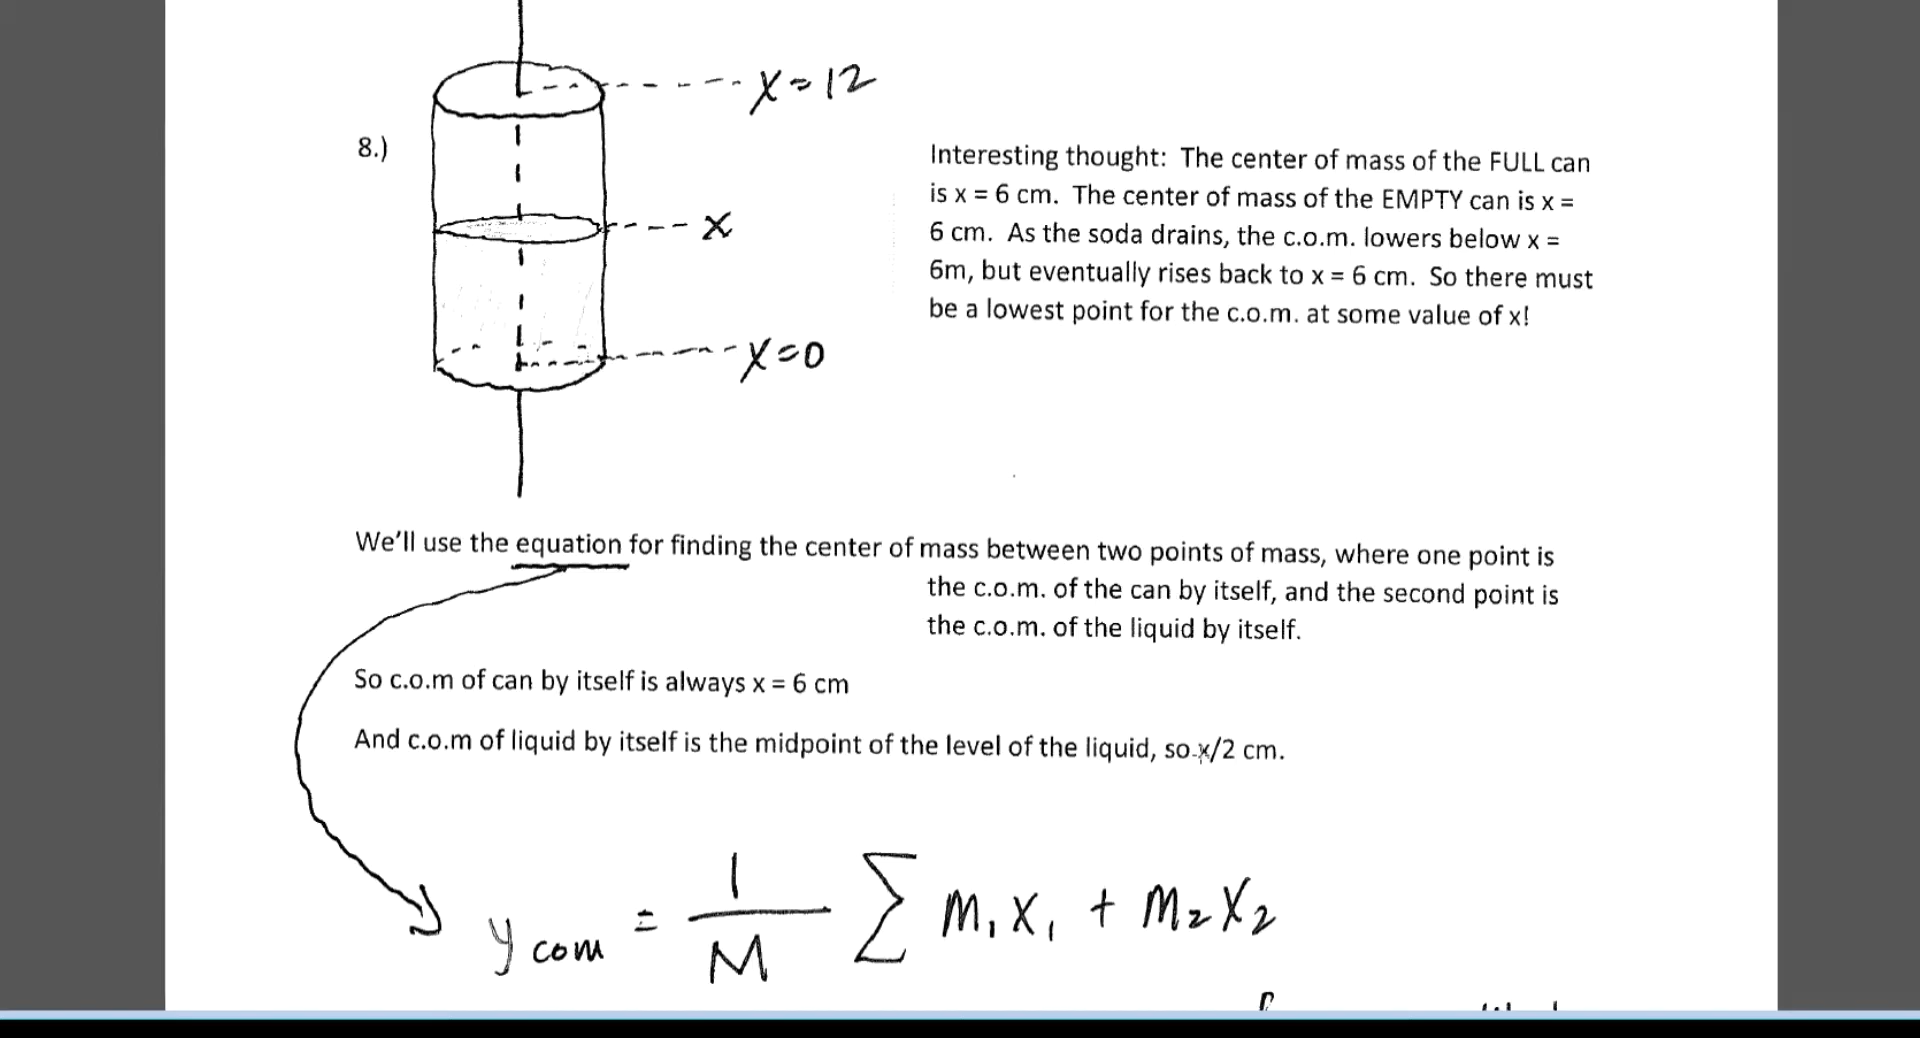 x=12
8.)
Interesting thought: The center of mass of the FULL can
is x = 6 cm. The center of mass of the EMPTY can is x =
6 cm. As the soda drains, the c.o.m. lowers below x =
6m, but eventually rises back to x = 6 cm. So there must
be a lowest point for the c.o.m. at some value of x!
x
x=0
We'll use the equation for finding the center of mass between two points of mass, where one point is
the c.o.m. of the can by itself, and the second point is
the c.o.m. of the liquid by itself.
So c.o.m of can by itself is always x = 6 cm
And c.o.m of liquid by itself is the midpoint of the level of the liquid, so x/2 cm.
y com = 1/M Σ m₁x₁ + m₂x₂